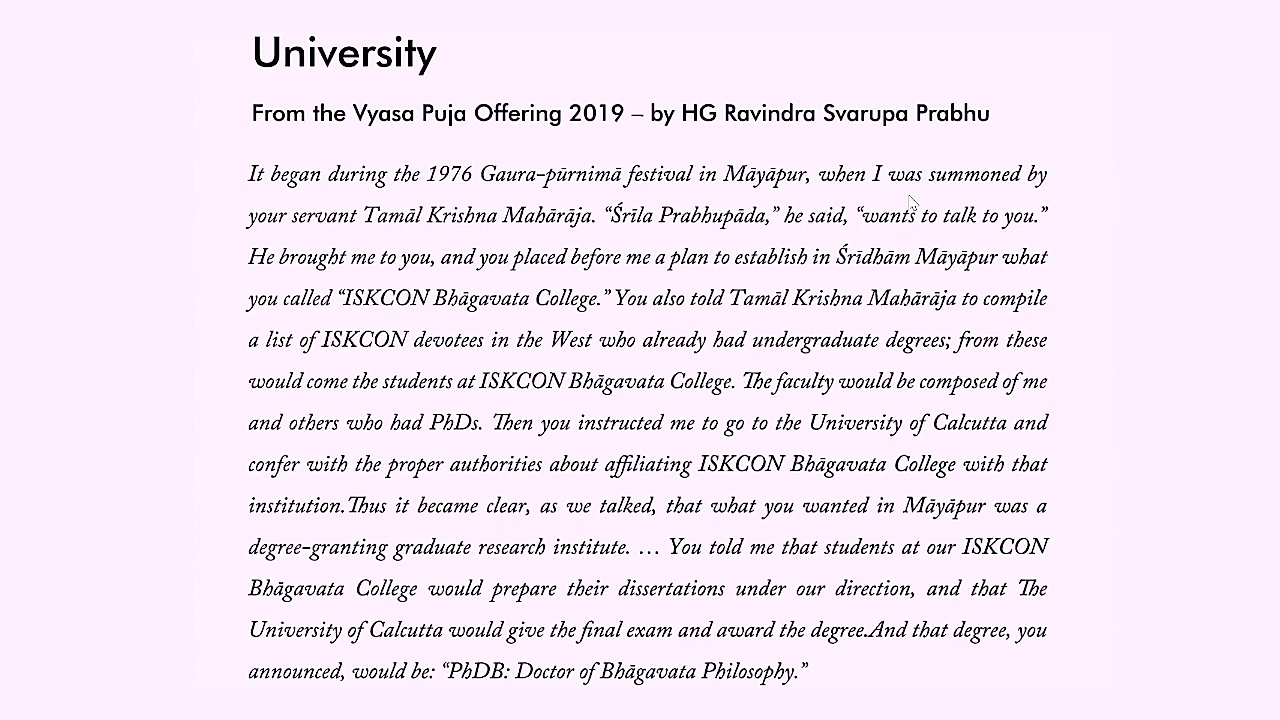 University
From the Vyasa Puja Offering 2019 – by HG Ravindra Svarupa Prabhu
It began during the 1976 Gaura-pūrnimā festival in Māyāpur, when I was summoned by
your servant Tamāl Krishna Mahārāja. “Śrīla Prabhupāda,” he said, “wants to talk to you.”
He brought me to you, and you placed before me a plan to establish in Śrīdhām Māyāpur what
you called “ISKCON Bhāgavata College.” You also told Tamāl Krishna Mahārāja to compile
a list of ISKCON devotees in the West who already had undergraduate degrees; from these
would come the students at ISKCON Bhāgavata College. The faculty would be composed of me
and others who had PhDs. Then you instructed me to go to the University of Calcutta and
confer with the proper authorities about affiliating ISKCON Bhāgavata College with that
institution.Thus it became clear, as we talked, that what you wanted in Māyāpur was a
degree-granting graduate research institute. … You told me that students at our ISKCON
Bhāgavata College would prepare their dissertations under our direction, and that The
University of Calcutta would give the final exam and award the degree.And that degree, you
announced, would be: “PhDB: Doctor of Bhāgavata Philosophy.”